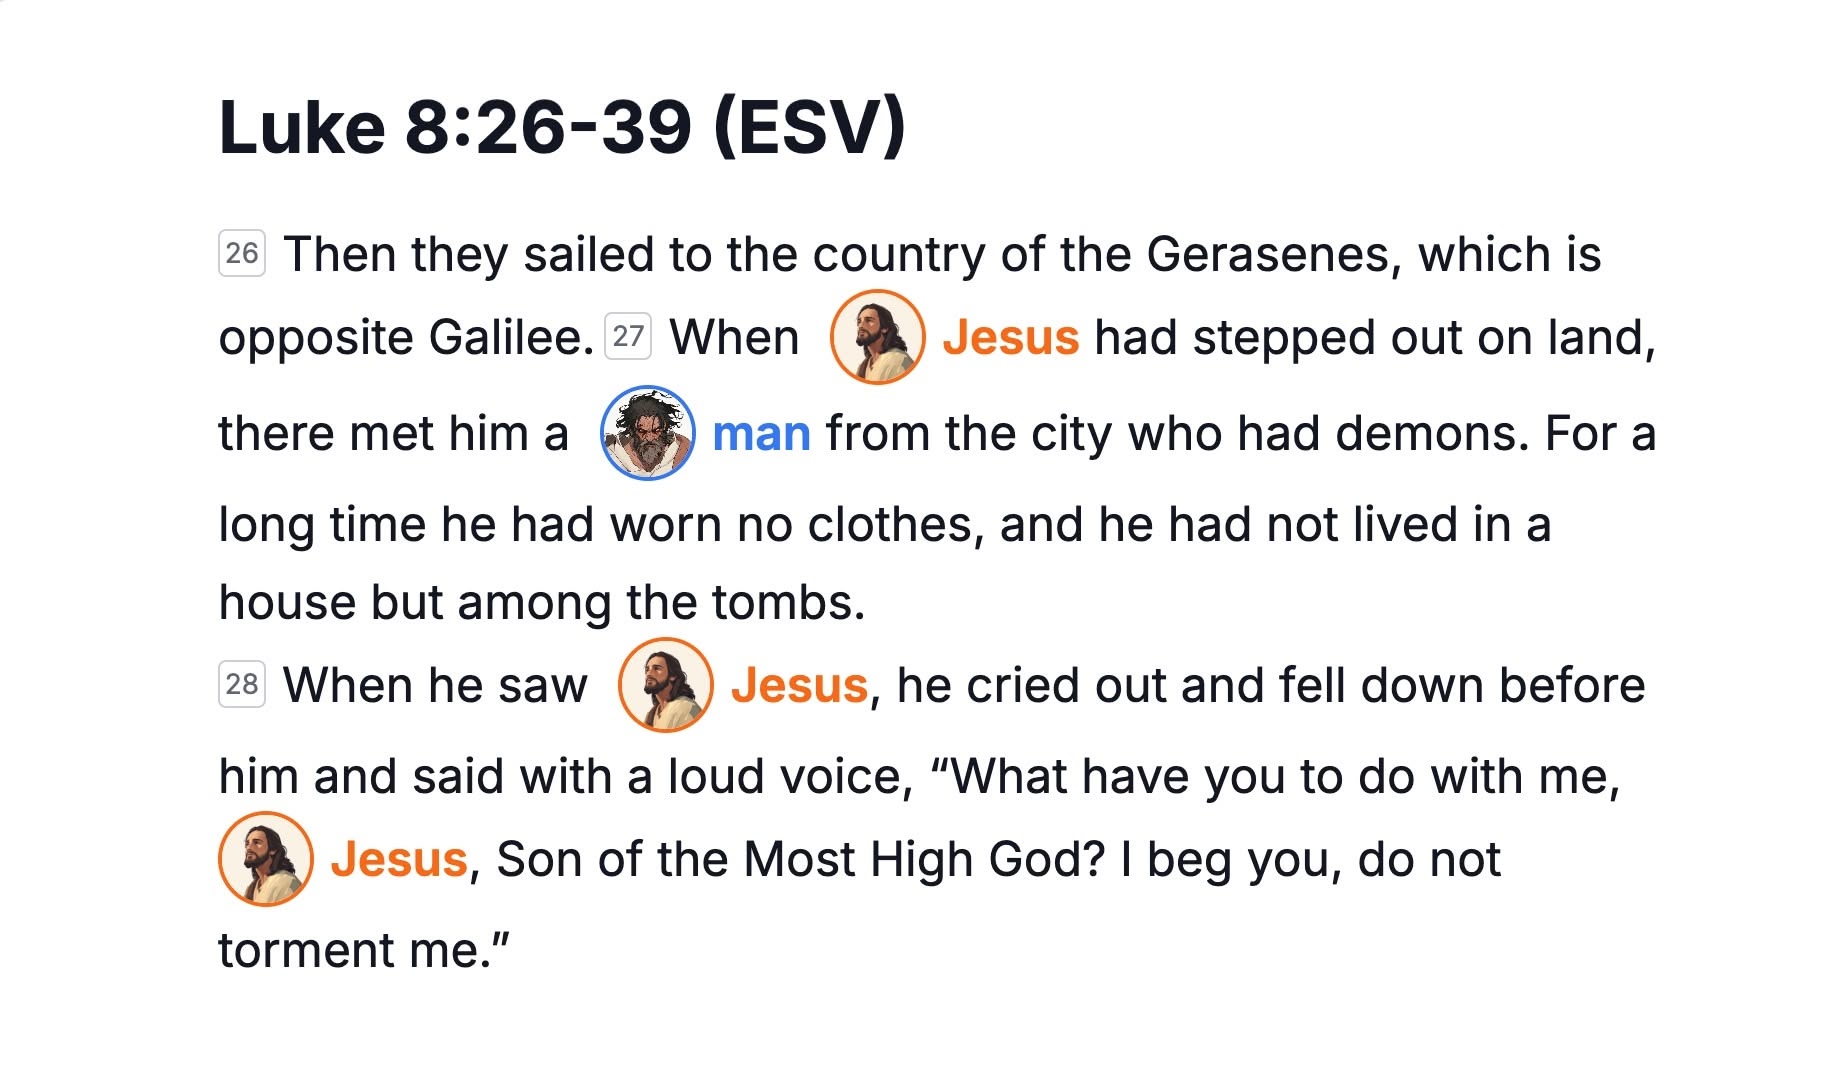 Luke 8:26-39 (ESV)
26 Then they sailed to the country of the Gerasenes, which is
opposite Galilee. 27 When Jesus had stepped out on land,
there met him a man from the city who had demons. For a
long time he had worn no clothes, and he had not lived in a
house but among the tombs.
28 When he saw Jesus, he cried out and fell down before
him and said with a loud voice, “What have you to do with me,
Jesus, Son of the Most High God? I beg you, do not
torment me.”